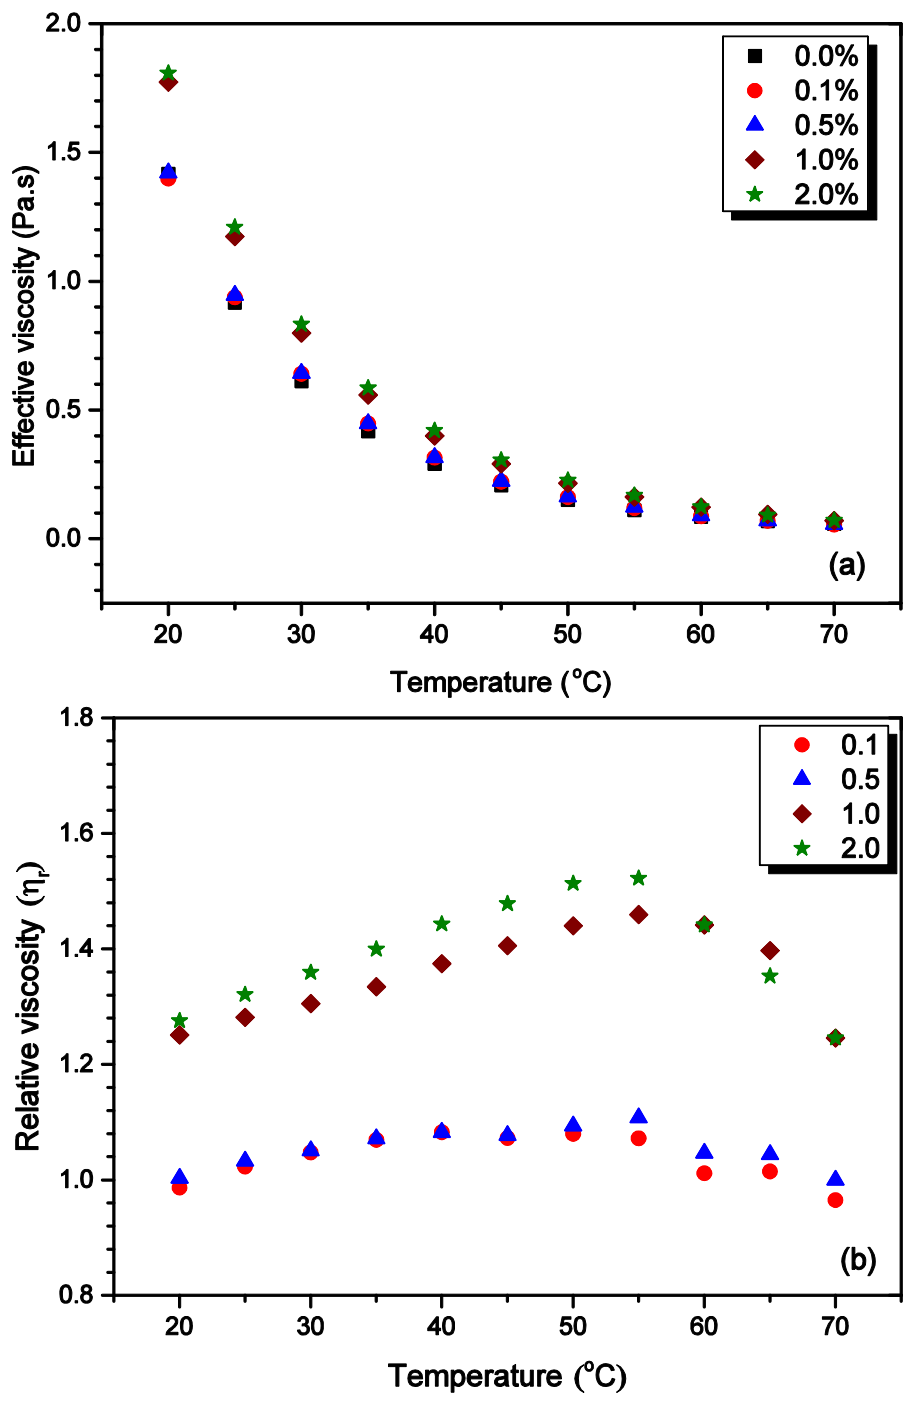 2.0
1.5
1.0
0.5
0.0
Effective viscosity (Pa.s)
0.0%
0.1%
0.5%
1.0%
2.0%
(a)
20 30 40 50 60 70
Temperature (°C)
1.8
1.6
1.4
1.2
1.0
0.8
Relative viscosity (ηr)
0.1
0.5
1.0
2.0
(b)
20 30 40 50 60 70
Temperature (°C)